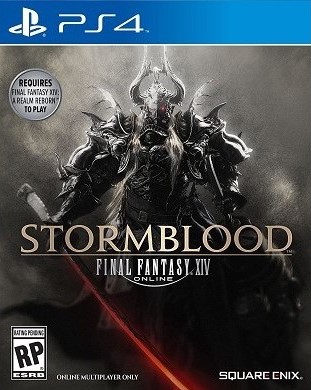 PS4
REQUIRES
FINAL FANTASY XIV:
A REALM REBORN
TO PLAY
STORMBLOOD™
FINAL FANTASY XIV
ONLINE
RATING PENDING
RP
ESRB
ONLINE MULTIPLAYER ONLY
SQUARE ENIX.